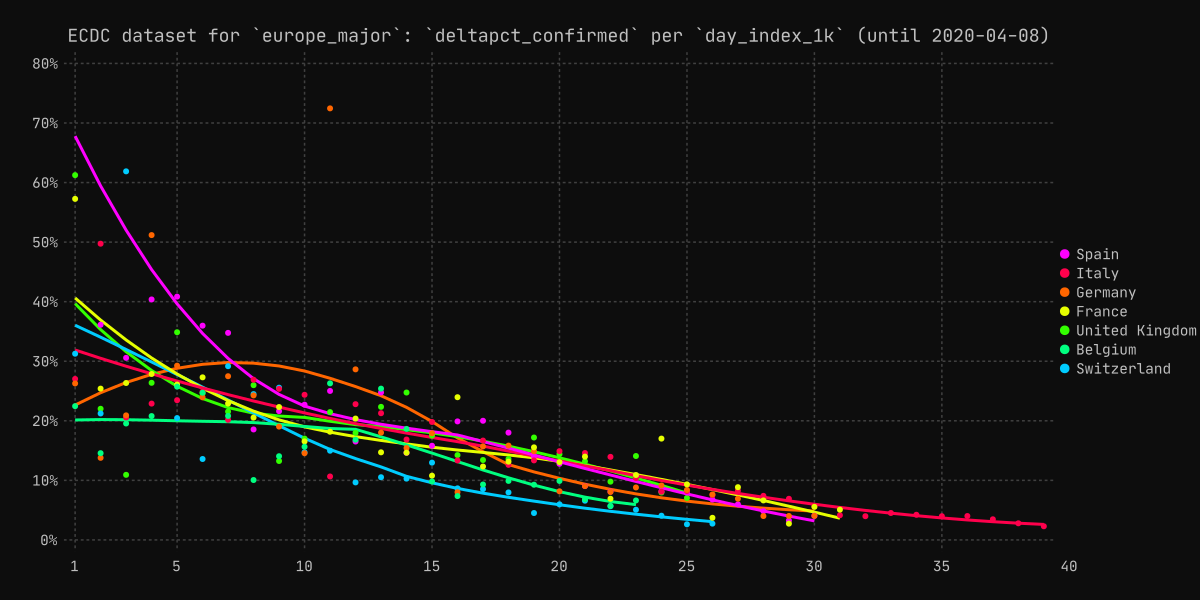 ECDC dataset for `europe_major`: `deltapct_confirmed` per `day_index_1k` (until 2020-04-08)
80%
70%
60%
50%
40%
30%
20%
10%
0%
1 5 10 15 20 25 30 35 40
Spain
Italy
Germany
France
United Kingdom
Belgium
Switzerland